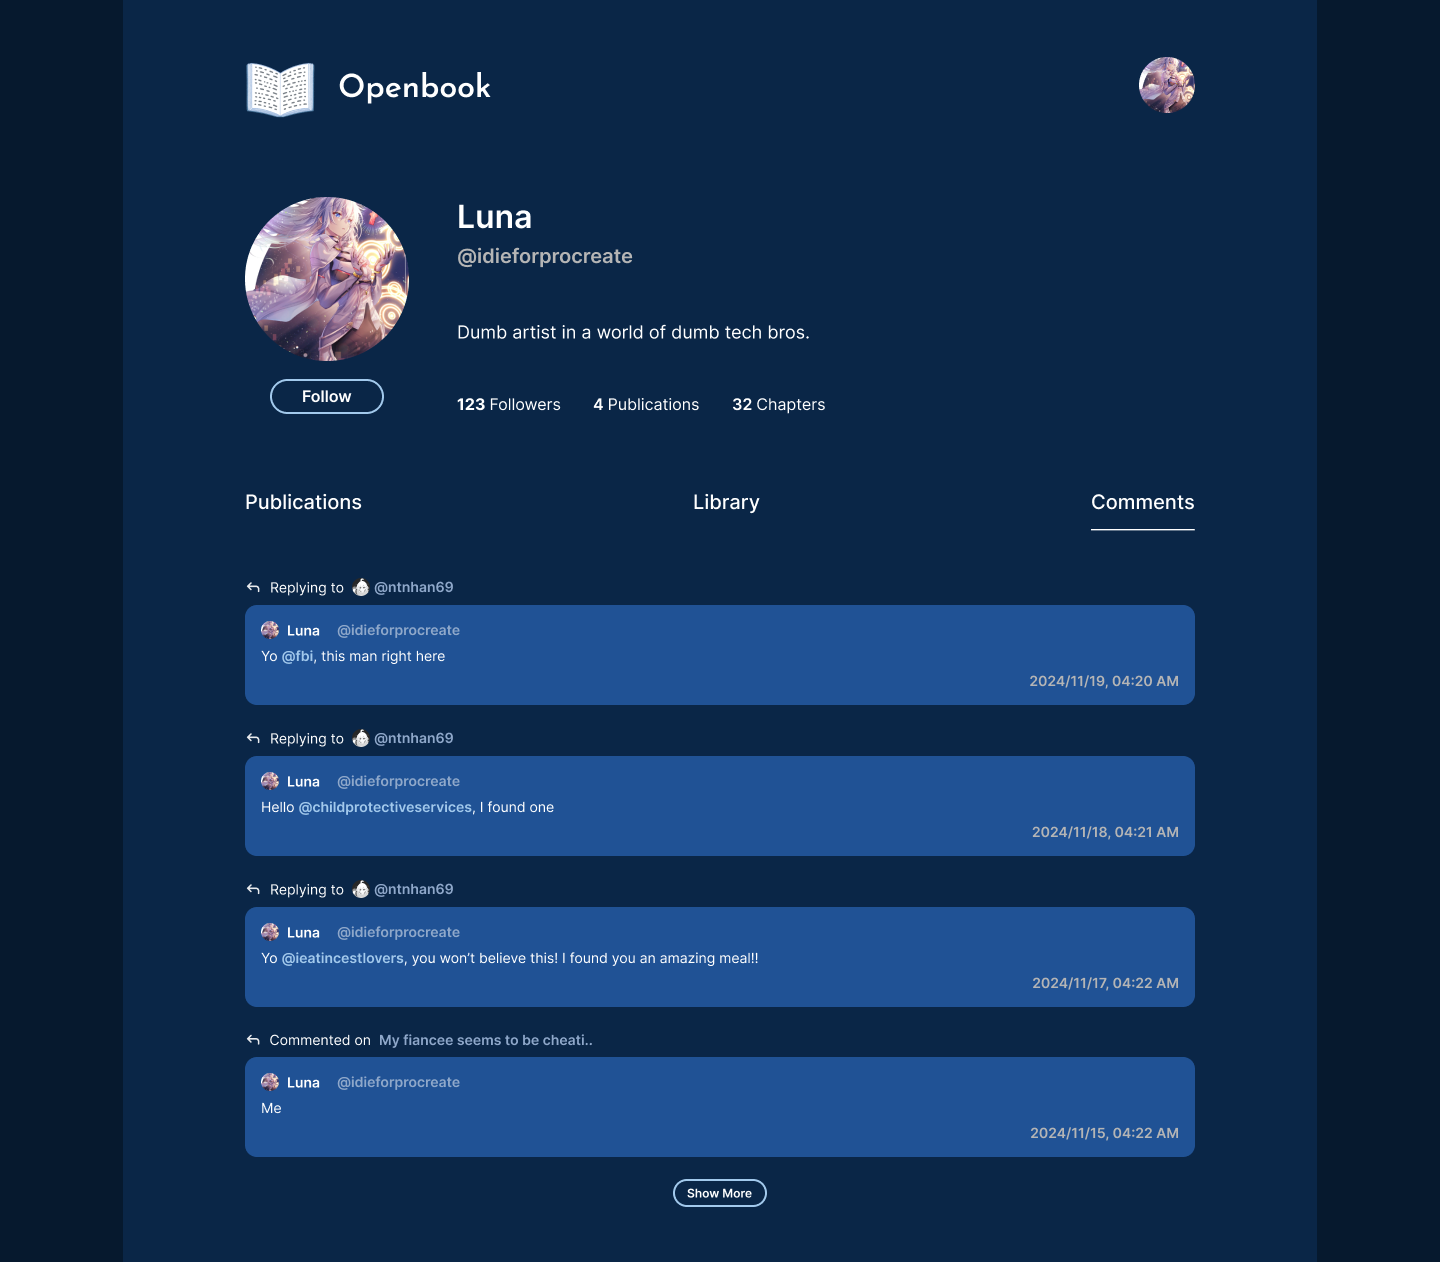 Openbook
Luna
@idieforprocreate
Dumb artist in a world of dumb tech bros.
Follow
123 Followers 4 Publications 32 Chapters
Publications Library Comments
Replying to @ntnhan69
Luna @idieforprocreate
Yo @fbi, this man right here
2024/11/19, 04:20 AM
Replying to @ntnhan69
Luna @idieforprocreate
Hello @childprotectiveservices, I found one
2024/11/18, 04:21 AM
Replying to @ntnhan69
Luna @idieforprocreate
Yo @ieatincestlovers, you won’t believe this! I found you an amazing meal!!
2024/11/17, 04:22 AM
Commented on My fiancee seems to be cheati..
Luna @idieforprocreate
Me
2024/11/15, 04:22 AM
Show More